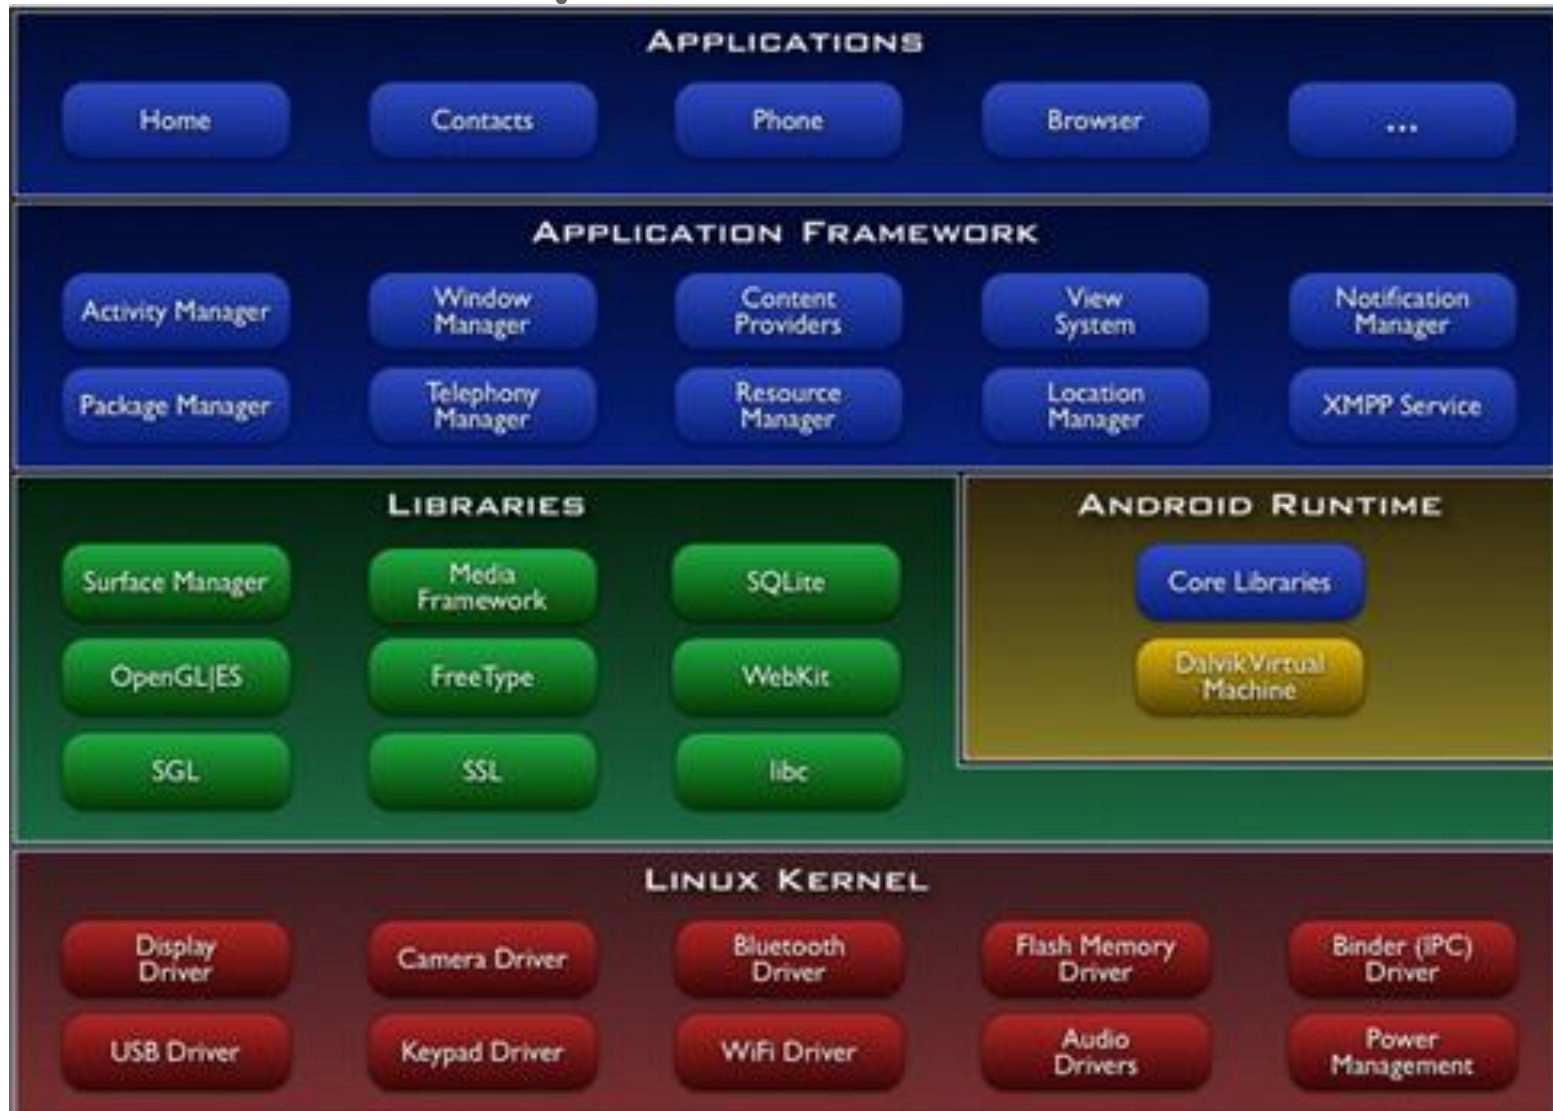 APPLICATIONS
Home
Contacts
Phone
Browser
...
APPLICATION FRAMEWORK
Activity Manager
Window
Manager
Content
Providers
View
System
Notification
Manager
Package Manager
Telephony
Manager
Resource
Manager
Location
Manager
XMPP Service
LIBRARIES
Surface Manager
Media
Framework
SQLite
OpenGL|ES
FreeType
WebKit
SGL
SSL
libc
ANDROID RUNTIME
Core Libraries
Dalvik Virtual
Machine
LINUX KERNEL
Display
Driver
Camera Driver
Bluetooth
Driver
Flash Memory
Driver
Binder (IPC)
Driver
USB Driver
Keypad Driver
WiFi Driver
Audio
Drivers
Power
Management